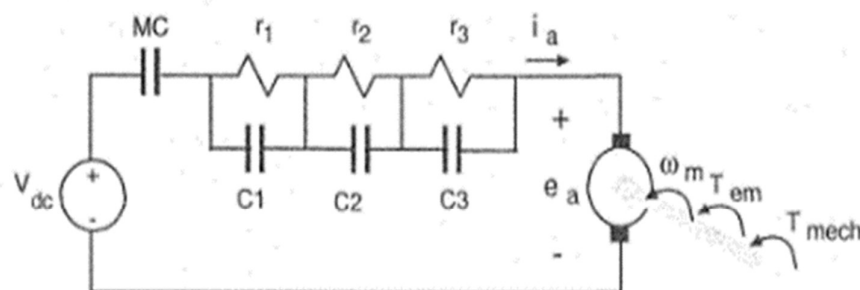 MC
r1
r2
r3
ia
C1
C2
C3
+
Vdc
+
-
ea
-
ωm
Tem
Tmech